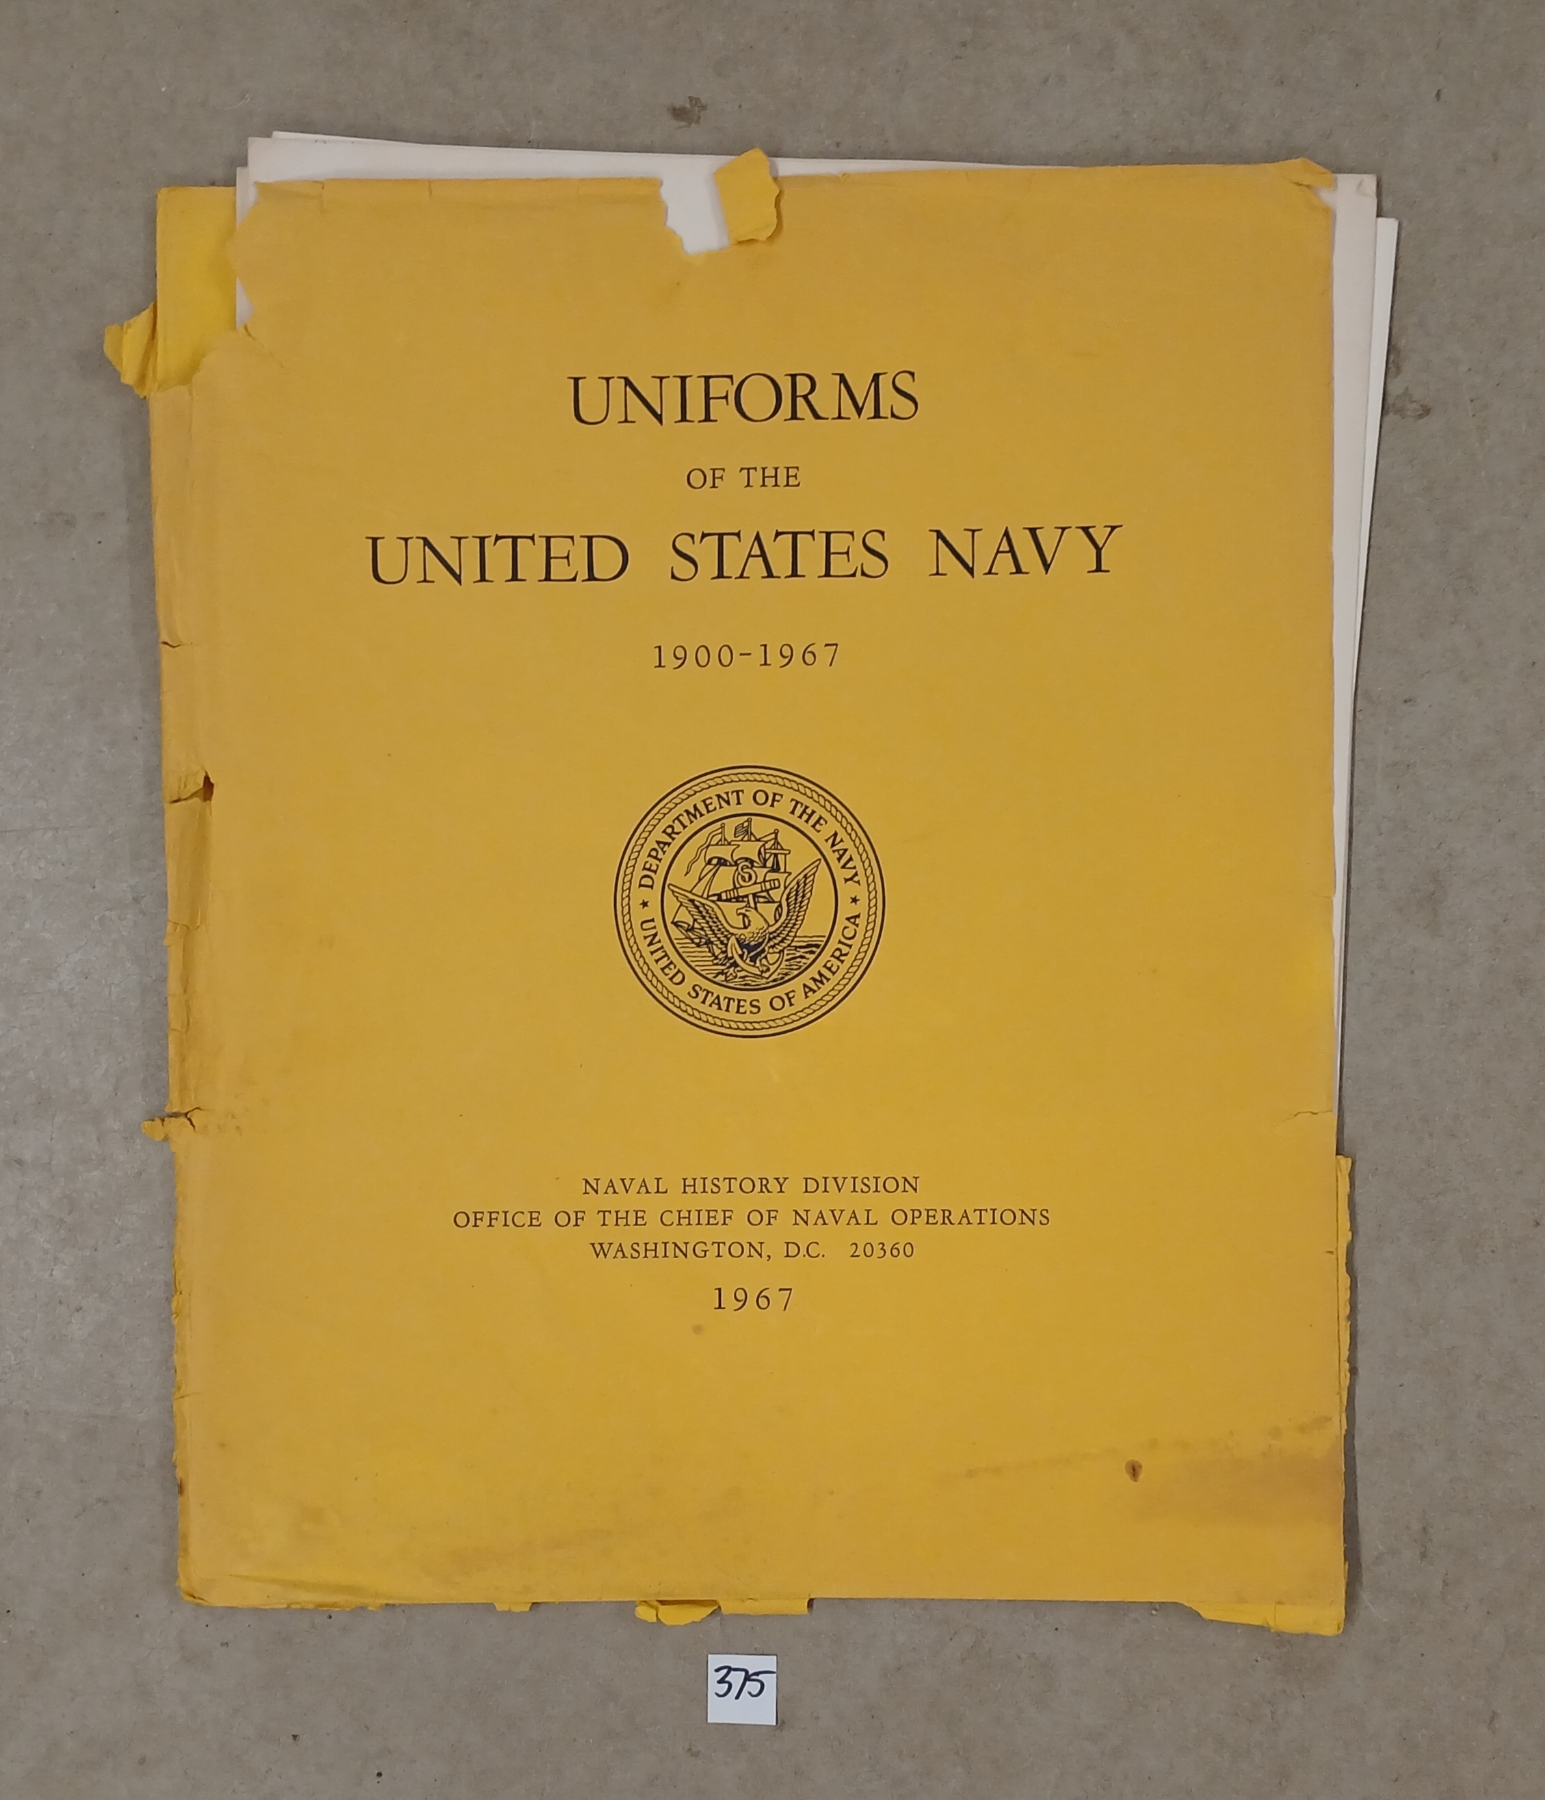 UNIFORMS
OF THE
UNITED STATES NAVY
1900-1967
DEPARTMENT OF THE NAVY
★ UNITED STATES OF AMERICA ★
NAVAL HISTORY DIVISION
OFFICE OF THE CHIEF OF NAVAL OPERATIONS
WASHINGTON, D.C. 20360
1967
375